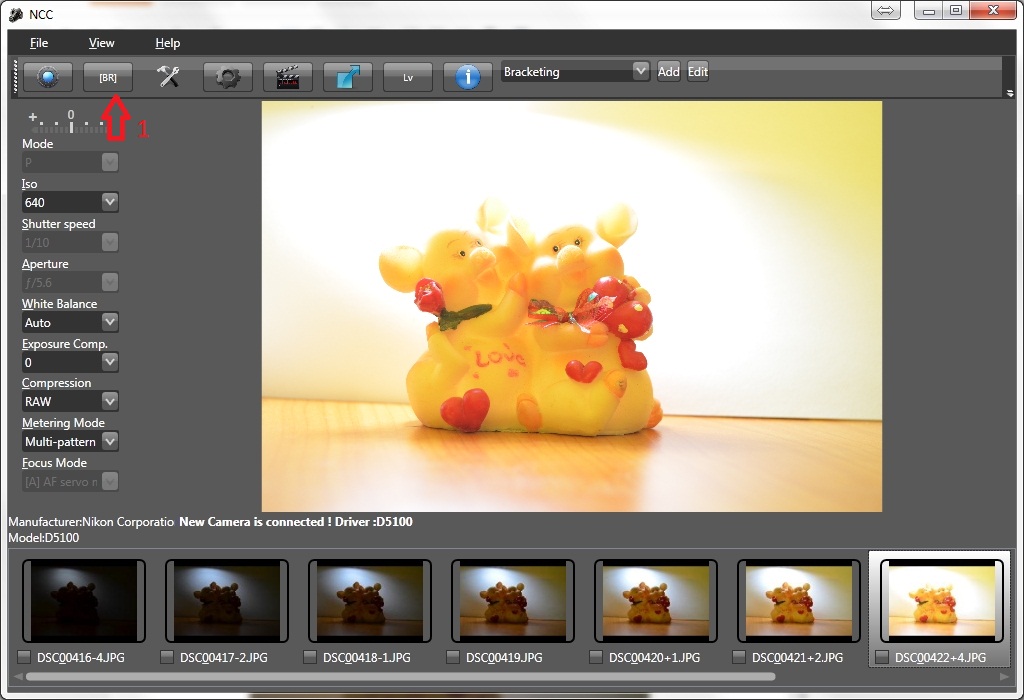 NCC
File View Help
[BR] Lv Bracketing Add Edit
+ 0
1
Mode
P
Iso
640
Shutter speed
1/10
Aperture
ƒ/5.6
White Balance
Auto
Exposure Comp.
0
Compression
RAW
Metering Mode
Multi-pattern
Focus Mode
[A] AF servo n
Love
Manufacturer:Nikon Corporatio New Camera is connected ! Driver :D5100
Model:D5100
DSC00416-4.JPG DSC00417-2.JPG DSC00418-1.JPG DSC00419.JPG DSC00420+1.JPG DSC00421+2.JPG DSC00422+4.JPG